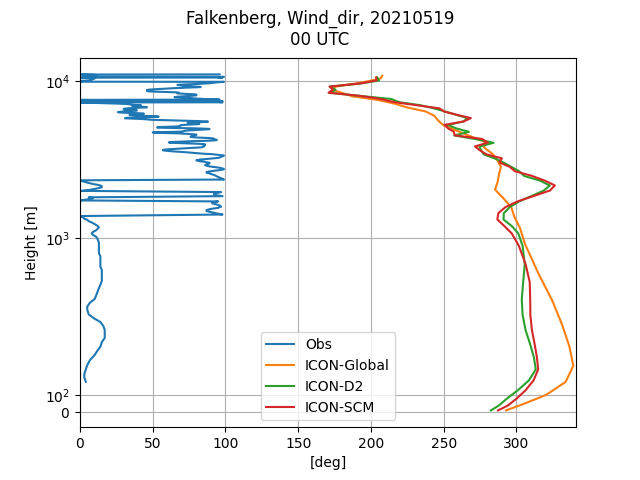 Falkenberg, Wind_dir, 20210519
00 UTC
Height [m]
10⁴
10³
10²
0
0
50
100
150
200
250
300
[deg]
Obs
ICON-Global
ICON-D2
ICON-SCM